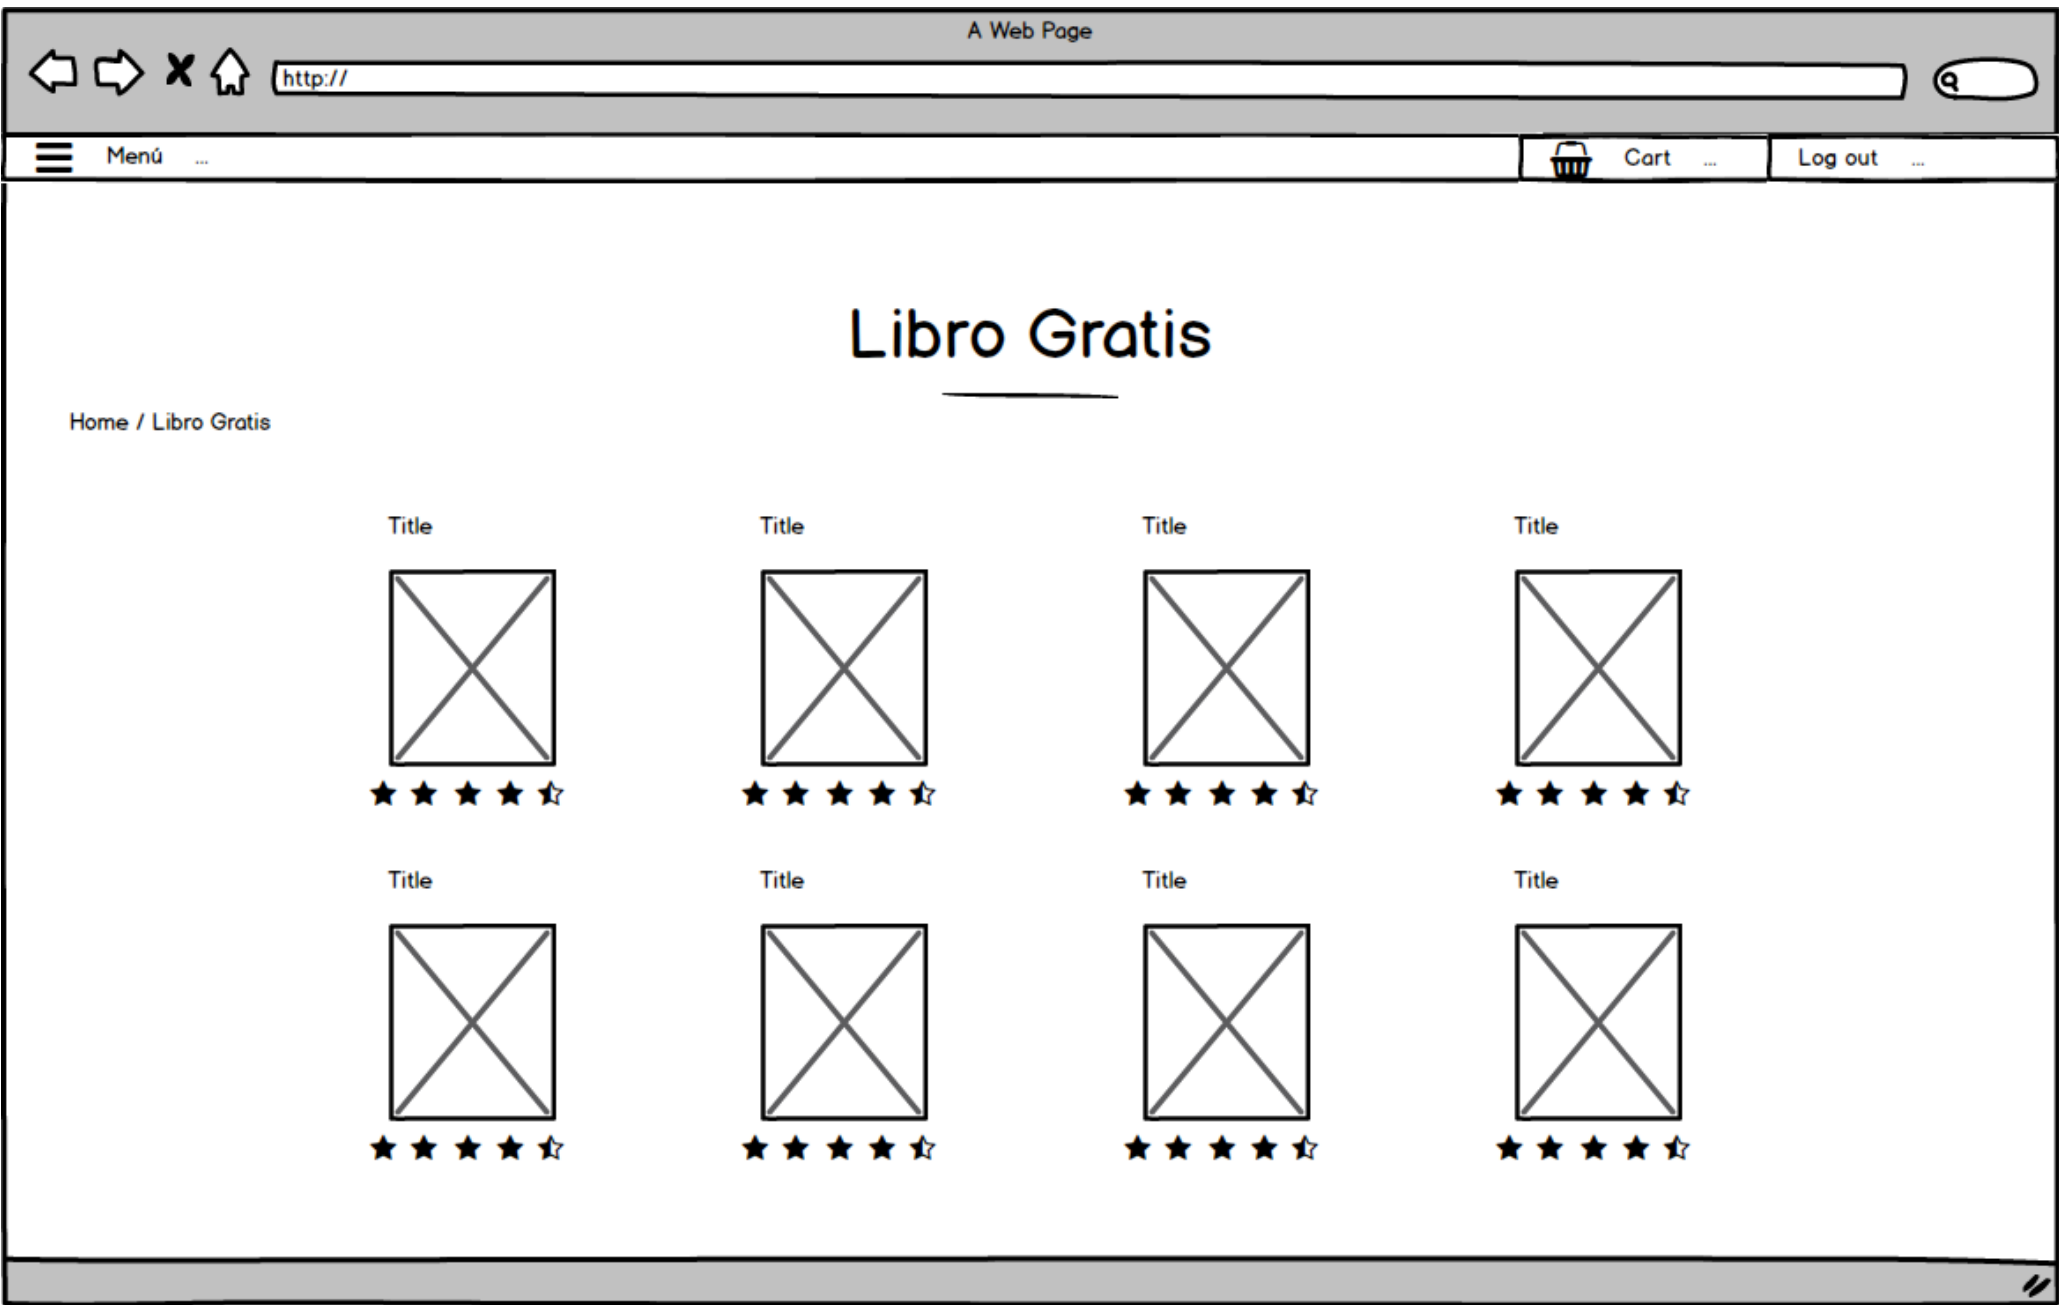 A Web Page
http://
Menú ... Cart ... Log out ...
Libro Gratis
Home / Libro Gratis
Title Title Title Title
Title Title Title Title